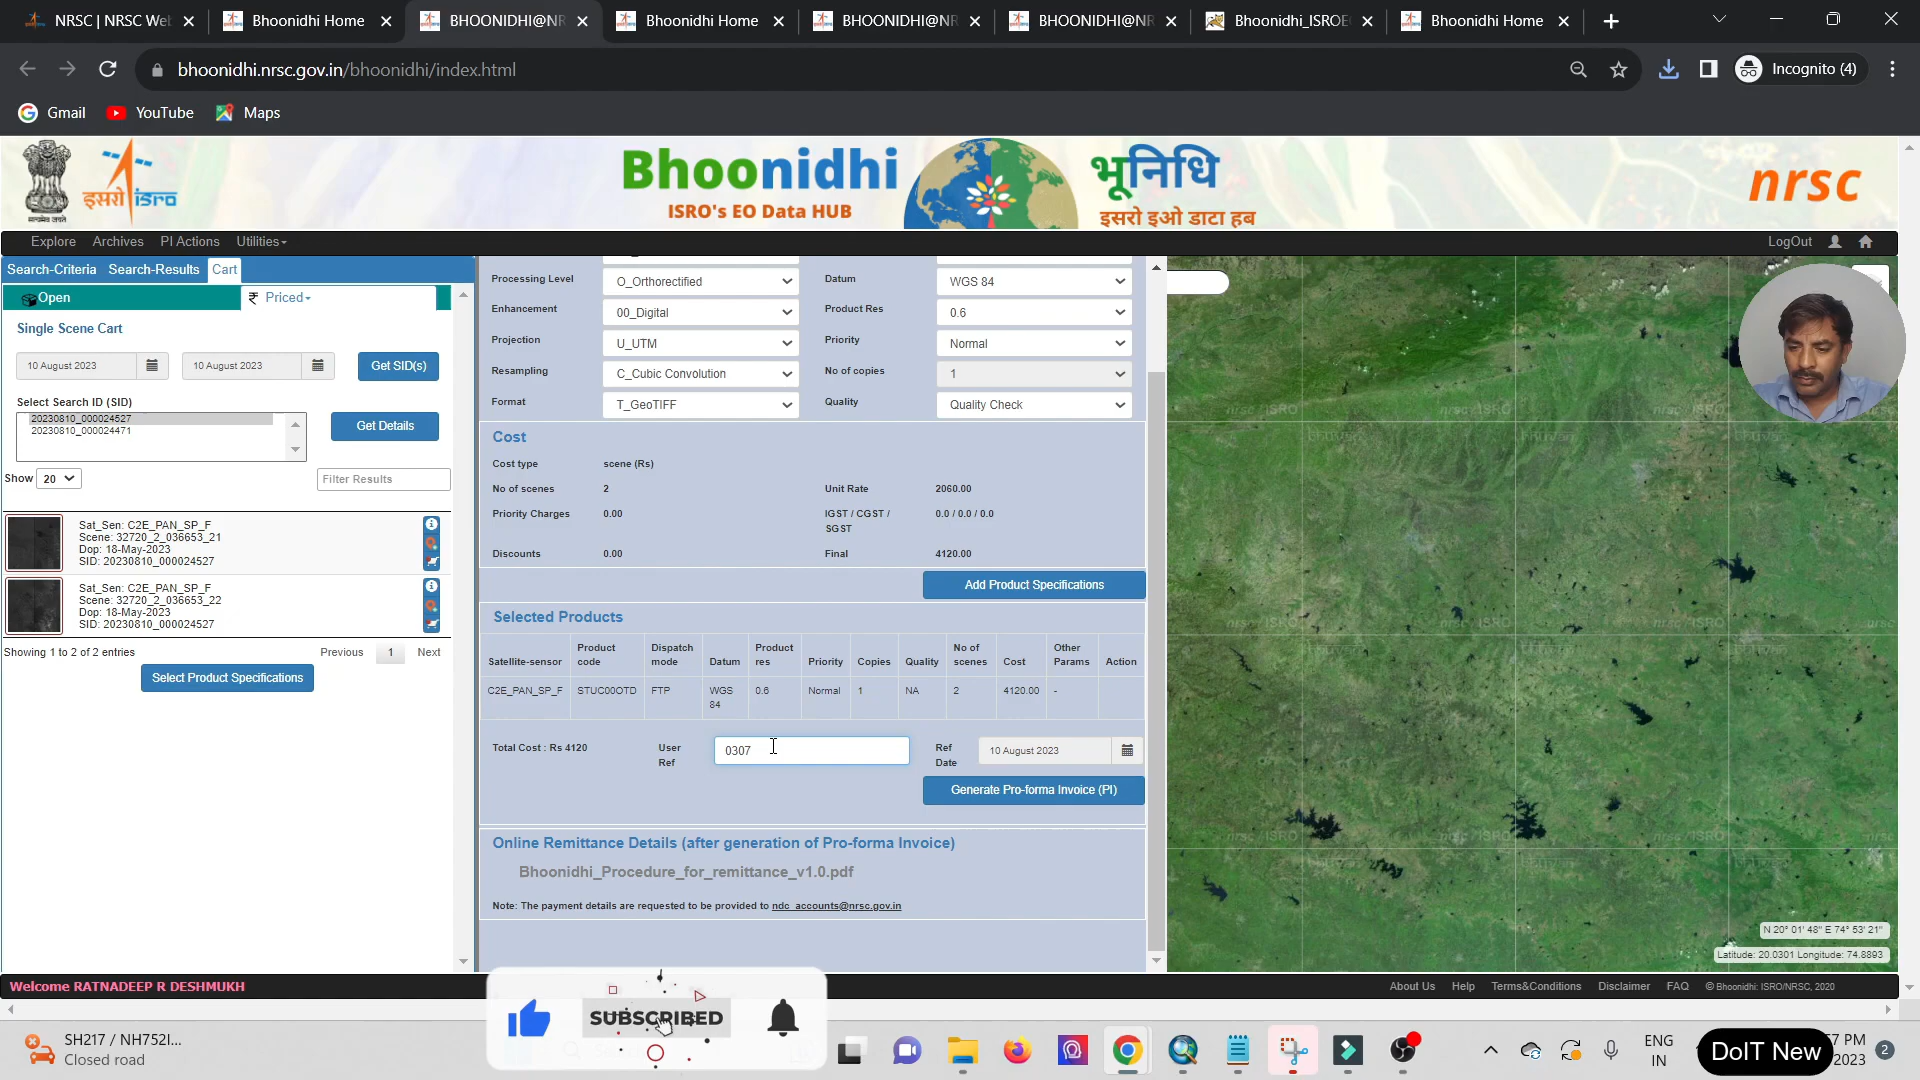 NRSC | NRSC Wel
Bhoonidhi Home
BHOONIDHI@NR
Bhoonidhi Home
BHOONIDHI@NR
BHOONIDHI@NR
Bhoonidhi_ISROE
Bhoonidhi Home
bhoonidhi.nrsc.gov.in/bhoonidhi/index.html
Incognito (4)
Gmail
YouTube
Maps
इसरो isro
Bhoonidhi
ISRO's EO Data HUB
भूनिधि
इसरो इओ डाटा हब
nrsc
Explore Archives PI Actions Utilities
LogOut
Search-Criteria Search-Results Cart
Open
₹ Priced
Single Scene Cart
10 August 2023
10 August 2023
Get SID(s)
Select Search ID (SID)
20230810_000024527
20230810_000024471
Get Details
Show 20
Filter Results
Sat_Sen: C2E_PAN_SP_F
Scene: 32720_2_036653_21
Dop: 18-May-2023
SID: 20230810_000024527
Sat_Sen: C2E_PAN_SP_F
Scene: 32720_2_036653_22
Dop: 18-May-2023
SID: 20230810_000024527
Showing 1 to 2 of 2 entries
Previous 1 Next
Select Product Specifications
Processing Level O_Orthorectified Datum WGS 84
Enhancement 00_Digital Product Res 0.6
Projection U_UTM Priority Normal
Resampling C_Cubic Convolution No of copies 1
Format T_GeoTIFF Quality Quality Check
Cost
Cost type scene (Rs)
No of scenes 2 Unit Rate 2060.00
Priority Charges 0.00 IGST / CGST / SGST 0.0 / 0.0 / 0.0
Discounts 0.00 Final 4120.00
Add Product Specifications
Selected Products
Satellite-sensor Product code Dispatch mode Datum Product res Priority Copies Quality No of scenes Cost Other Params Action
C2E_PAN_SP_F STUC00OTD FTP WGS 84 0.6 Normal 1 NA 2 4120.00 -
Total Cost : Rs 4120 User Ref 0307 Ref Date 10 August 2023
Generate Pro-forma Invoice (PI)
Online Remittance Details (after generation of Pro-forma Invoice)
Bhoonidhi_Procedure_for_remittance_v1.0.pdf
Note: The payment details are requested to be provided to ndc_accounts@nrsc.gov.in
N 20° 01' 48" E 74° 53' 21"
Latitude: 20.0301 Longitude: 74.8893
Welcome RATNADEEP R DESHMUKH
About Us Help Terms&Conditions Disclaimer FAQ © Bhoonidhi: ISRO/NRSC, 2020
SUBSCRIBED
SH217 / NH752I...
Closed road
ENG
IN
DoIT New
7 PM
2023
2